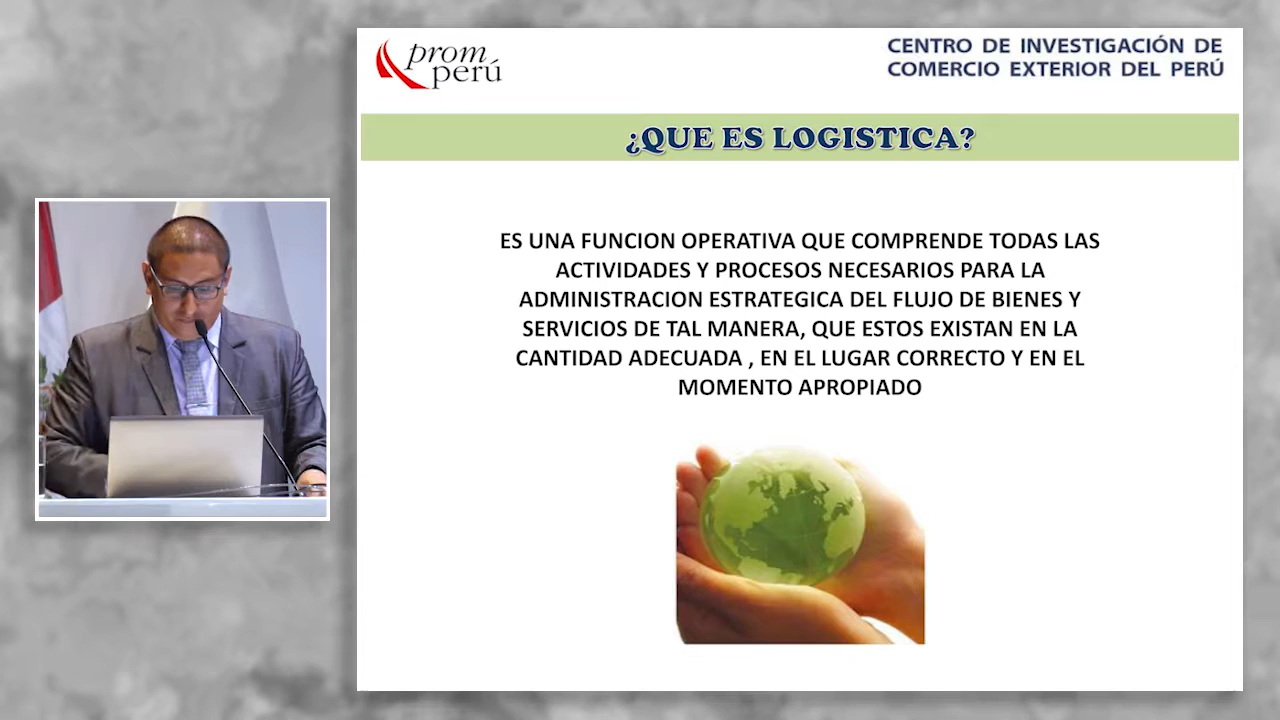 prom
perú
CENTRO DE INVESTIGACIÓN DE
COMERCIO EXTERIOR DEL PERÚ
¿QUE ES LOGISTICA?
ES UNA FUNCION OPERATIVA QUE COMPRENDE TODAS LAS
ACTIVIDADES Y PROCESOS NECESARIOS PARA LA
ADMINISTRACION ESTRATEGICA DEL FLUJO DE BIENES Y
SERVICIOS DE TAL MANERA, QUE ESTOS EXISTAN EN LA
CANTIDAD ADECUADA , EN EL LUGAR CORRECTO Y EN EL
MOMENTO APROPIADO